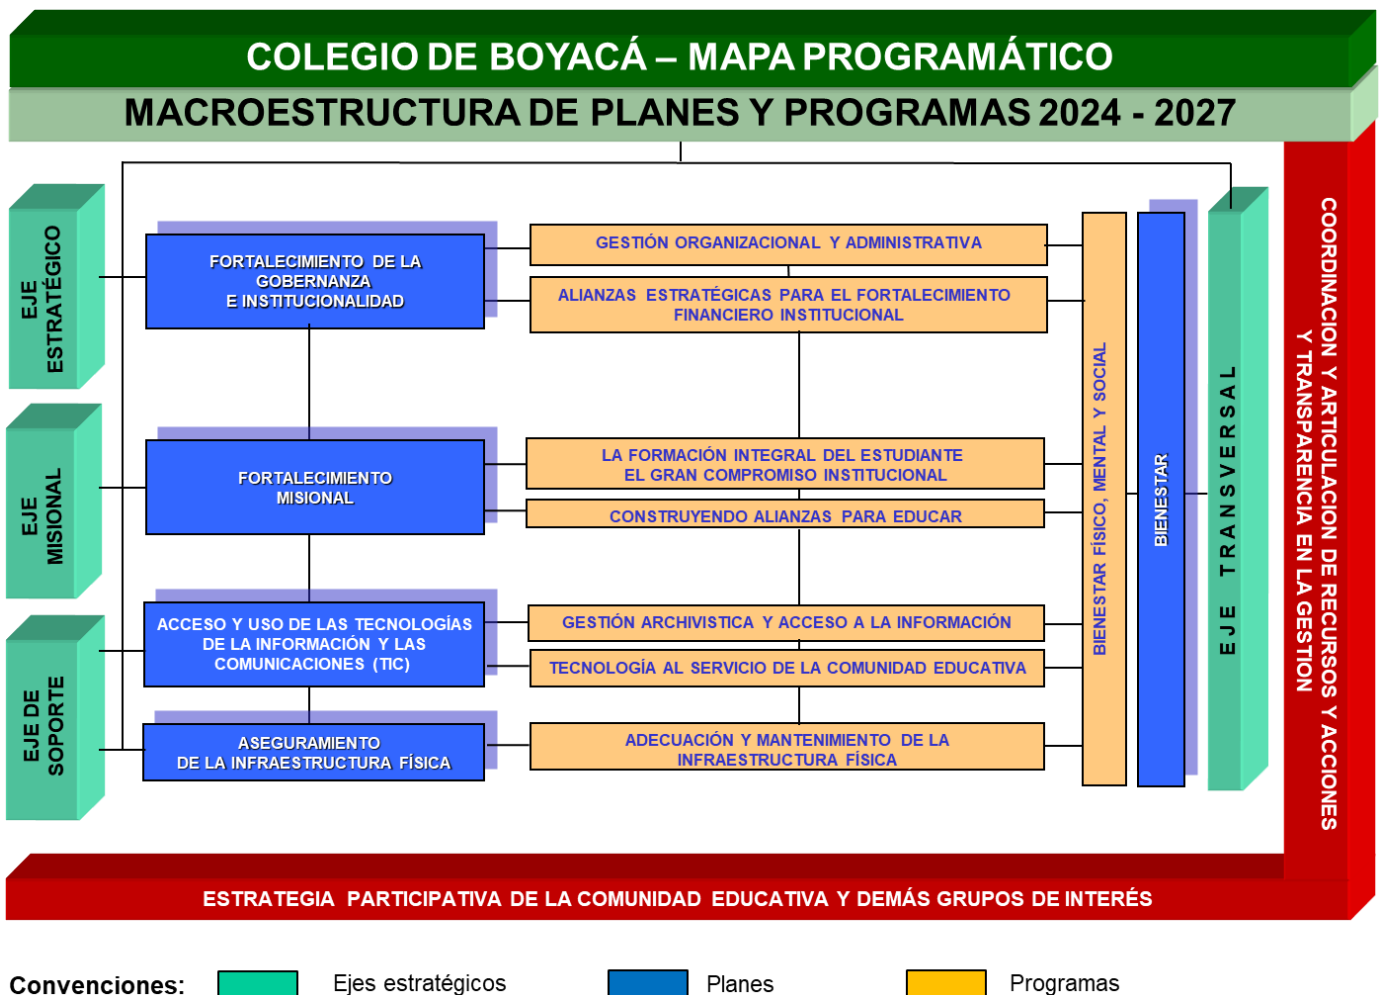 COLEGIO DE BOYACÁ – MAPA PROGRAMÁTICO
MACROESTRUCTURA DE PLANES Y PROGRAMAS 2024 - 2027
EJE
ESTRATÉGICO
FORTALECIMIENTO DE LA
GOBERNANZA
E INSTITUCIONALIDAD
GESTIÓN ORGANIZACIONAL Y ADMINISTRATIVA
ALIANZAS ESTRATÉGICAS PARA EL FORTALECIMIENTO
FINANCIERO INSTITUCIONAL
EJE
MISIONAL
FORTALECIMIENTO
MISIONAL
LA FORMACIÓN INTEGRAL DEL ESTUDIANTE
EL GRAN COMPROMISO INSTITUCIONAL
CONSTRUYENDO ALIANZAS PARA EDUCAR
EJE DE
SOPORTE
ACCESO Y USO DE LAS TECNOLOGÍAS
DE LA INFORMACIÓN Y LAS
COMUNICACIONES (TIC)
GESTIÓN ARCHIVISTICA Y ACCESO A LA INFORMACIÓN
TECNOLOGÍA AL SERVICIO DE LA COMUNIDAD EDUCATIVA
ASEGURAMIENTO
DE LA INFRAESTRUCTURA FÍSICA
ADECUACIÓN Y MANTENIMIENTO DE LA
INFRAESTRUCTURA FÍSICA
BIENESTAR FÍSICO, MENTAL Y SOCIAL
BIENESTAR
EJE TRANSVERSAL
COORDINACION Y ARTICULACION DE RECURSOS Y ACCIONES
Y TRANSPARENCIA EN LA GESTION
ESTRATEGIA PARTICIPATIVA DE LA COMUNIDAD EDUCATIVA Y DEMÁS GRUPOS DE INTERÉS
Convenciones:
Ejes estratégicos
Planes
Programas